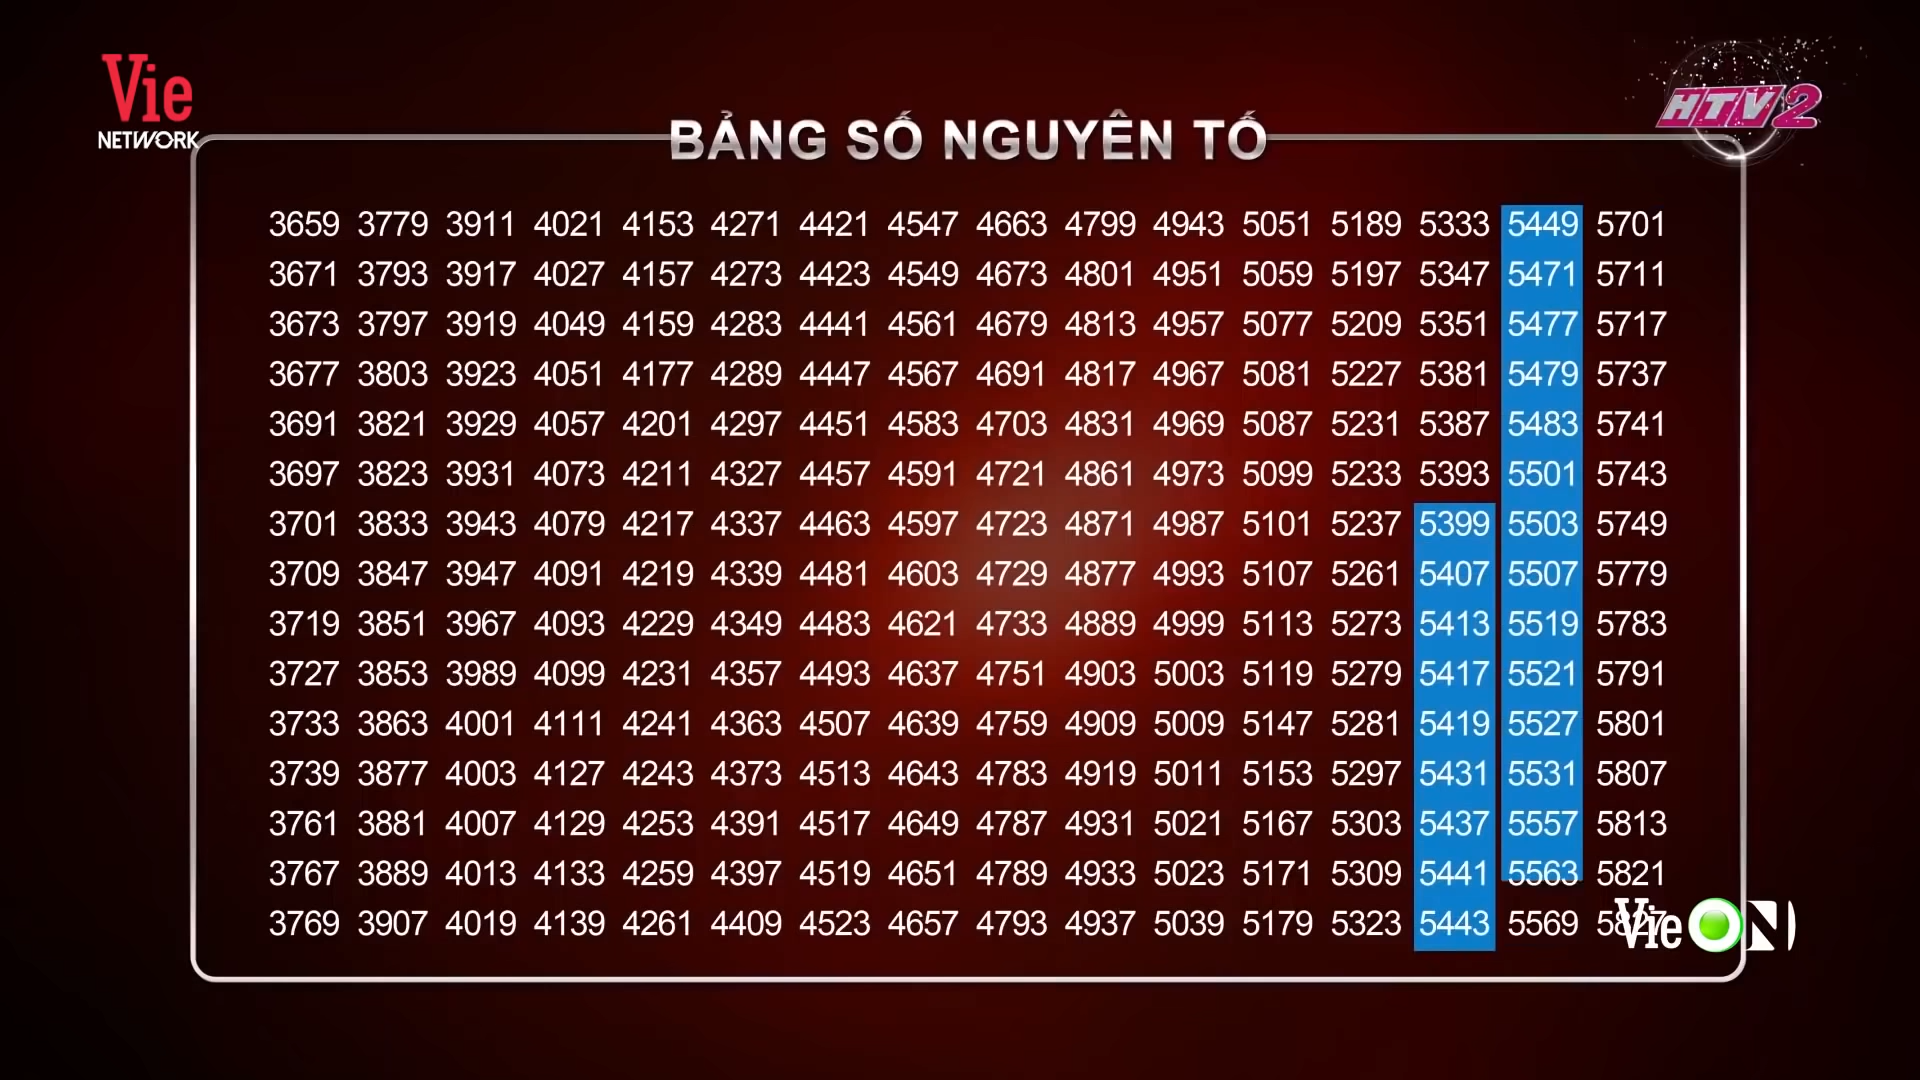 Vie
NETWORK
HTV2
BẢNG SỐ NGUYÊN TỐ
3659 3779 3911 4021 4153 4271 4421 4547 4663 4799 4943 5051 5189 5333 5449 5701
3671 3793 3917 4027 4157 4273 4423 4549 4673 4801 4951 5059 5197 5347 5471 5711
3673 3797 3919 4049 4159 4283 4441 4561 4679 4813 4957 5077 5209 5351 5477 5717
3677 3803 3923 4051 4177 4289 4447 4567 4691 4817 4967 5081 5227 5381 5479 5737
3691 3821 3929 4057 4201 4297 4451 4583 4703 4831 4969 5087 5231 5387 5483 5741
3697 3823 3931 4073 4211 4327 4457 4591 4721 4861 4973 5099 5233 5393 5501 5743
3701 3833 3943 4079 4217 4337 4463 4597 4723 4871 4987 5101 5237 5399 5503 5749
3709 3847 3947 4091 4219 4339 4481 4603 4729 4877 4993 5107 5261 5407 5507 5779
3719 3851 3967 4093 4229 4349 4483 4621 4733 4889 4999 5113 5273 5413 5519 5783
3727 3853 3989 4099 4231 4357 4493 4637 4751 4903 5003 5119 5279 5417 5521 5791
3733 3863 4001 4111 4241 4363 4507 4639 4759 4909 5009 5147 5281 5419 5527 5801
3739 3877 4003 4127 4243 4373 4513 4643 4783 4919 5011 5153 5297 5431 5531 5807
3761 3881 4007 4129 4253 4391 4517 4649 4787 4931 5021 5167 5303 5437 5557 5813
3767 3889 4013 4133 4259 4397 4519 4651 4789 4933 5023 5171 5309 5441 5563 5821
3769 3907 4019 4139 4261 4409 4523 4657 4793 4937 5039 5179 5323 5443 5569 5827
VieON